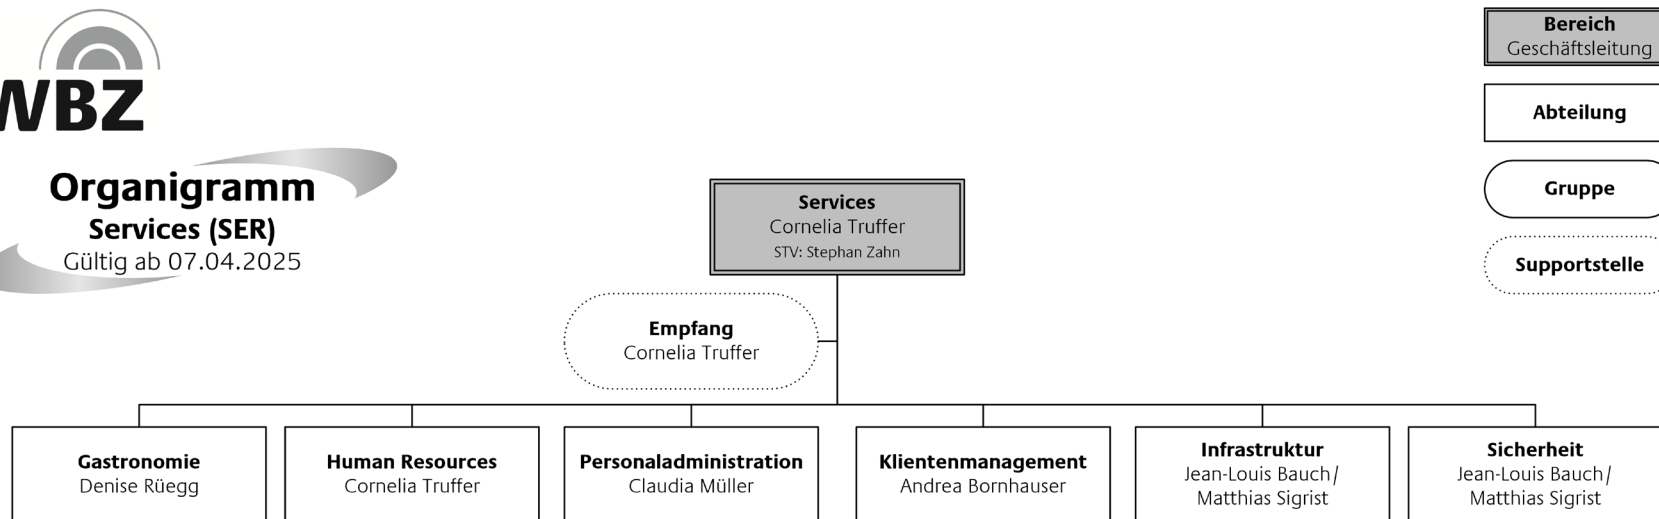 WBZ
Organigramm
Services (SER)
Gültig ab 07.04.2025
Bereich
Geschäftsleitung
Abteilung
Gruppe
Supportstelle
Services
Cornelia Truffer
STV: Stephan Zahn
Empfang
Cornelia Truffer
Gastronomie
Denise Rüegg
Human Resources
Cornelia Truffer
Personaladministration
Claudia Müller
Klientenmanagement
Andrea Bornhauser
Infrastruktur
Jean-Louis Bauch/
Matthias Sigrist
Sicherheit
Jean-Louis Bauch/
Matthias Sigrist